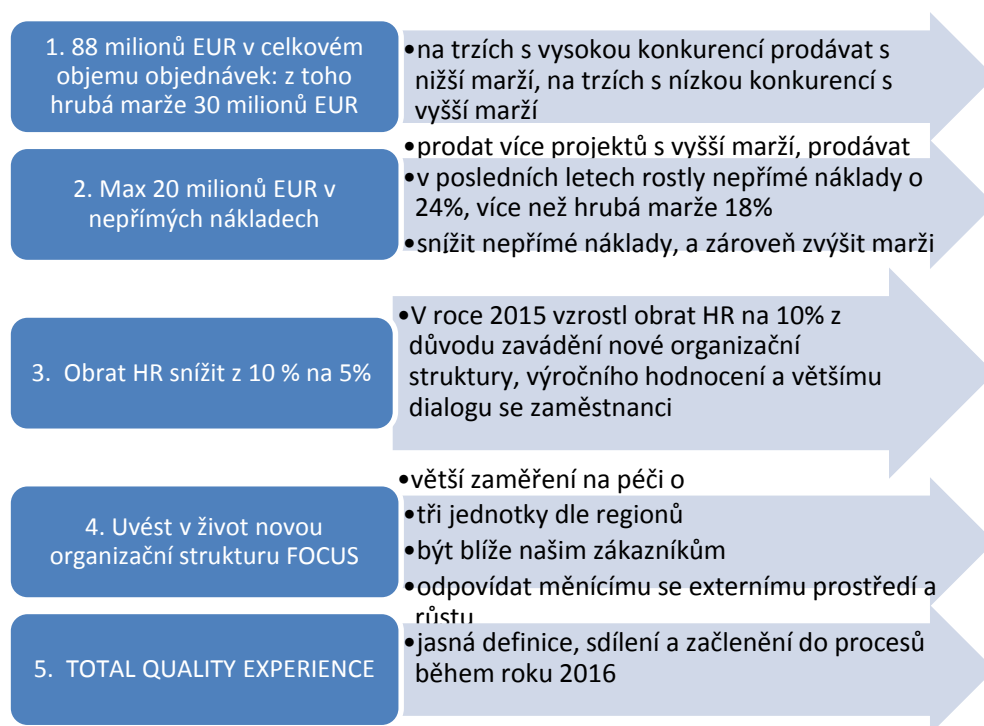 1. 88 milionů EUR v celkovém
objemu objednávek: z toho
hrubá marže 30 milionů EUR
•na trzích s vysokou konkurencí prodávat s
nižší marží, na trzích s nízkou konkurencí s
vyšší marží
•prodat více projektů s vyšší marží, prodávat
2. Max 20 milionů EUR v
nepřímých nákladech
•v posledních letech rostly nepřímé náklady o
24%, více než hrubá marže 18%
•snížit nepřímé náklady, a zároveň zvýšit marži
3. Obrat HR snížit z 10 % na 5%
•V roce 2015 vzrostl obrat HR na 10% z
důvodu zavádění nové organizační
struktury, výročního hodnocení a většímu
dialogu se zaměstnanci
4. Uvést v život novou
organizační strukturu FOCUS
•větší zaměření na péči o
•tři jednotky dle regionů
•být blíže našim zákazníkům
•odpovídat měnícímu se externímu prostředí a
růstu
5. TOTAL QUALITY EXPERIENCE
•jasná definice, sdílení a začlenění do procesů
během roku 2016